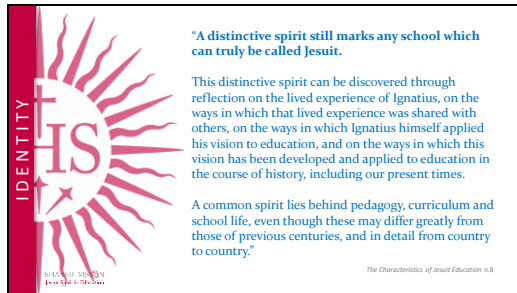 IDENTITY
HS
“A distinctive spirit still marks any school which
can truly be called Jesuit.
This distinctive spirit can be discovered through
reflection on the lived experience of Ignatius, on the
ways in which that lived experience was shared with
others, on the ways in which Ignatius himself applied
his vision to education, and on the ways in which this
vision has been developed and applied to education in
the course of history, including our present times.
A common spirit lies behind pedagogy, curriculum and
school life, even though these may differ greatly from
those of previous centuries, and in detail from country
to country.”
SHARED VISION
The Characteristics of Jesuit Education n.8